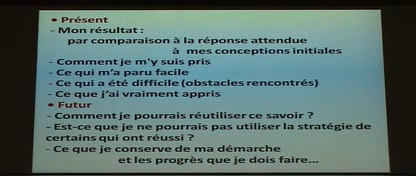 • Présent
- Mon résultat :
par comparaison à la réponse attendue
à mes conceptions initiales
- Comment je m'y suis pris
- Ce qui m'a paru facile
- Ce qui a été difficile (obstacles rencontrés)
- Ce que j'ai vraiment appris
• Futur
- Comment je pourrais réutiliser ce savoir ?
- Est-ce que je ne pourrais pas utiliser la stratégie de
certains qui ont réussi ?
- Ce que je conserve de ma démarche
et les progrès que je dois faire...